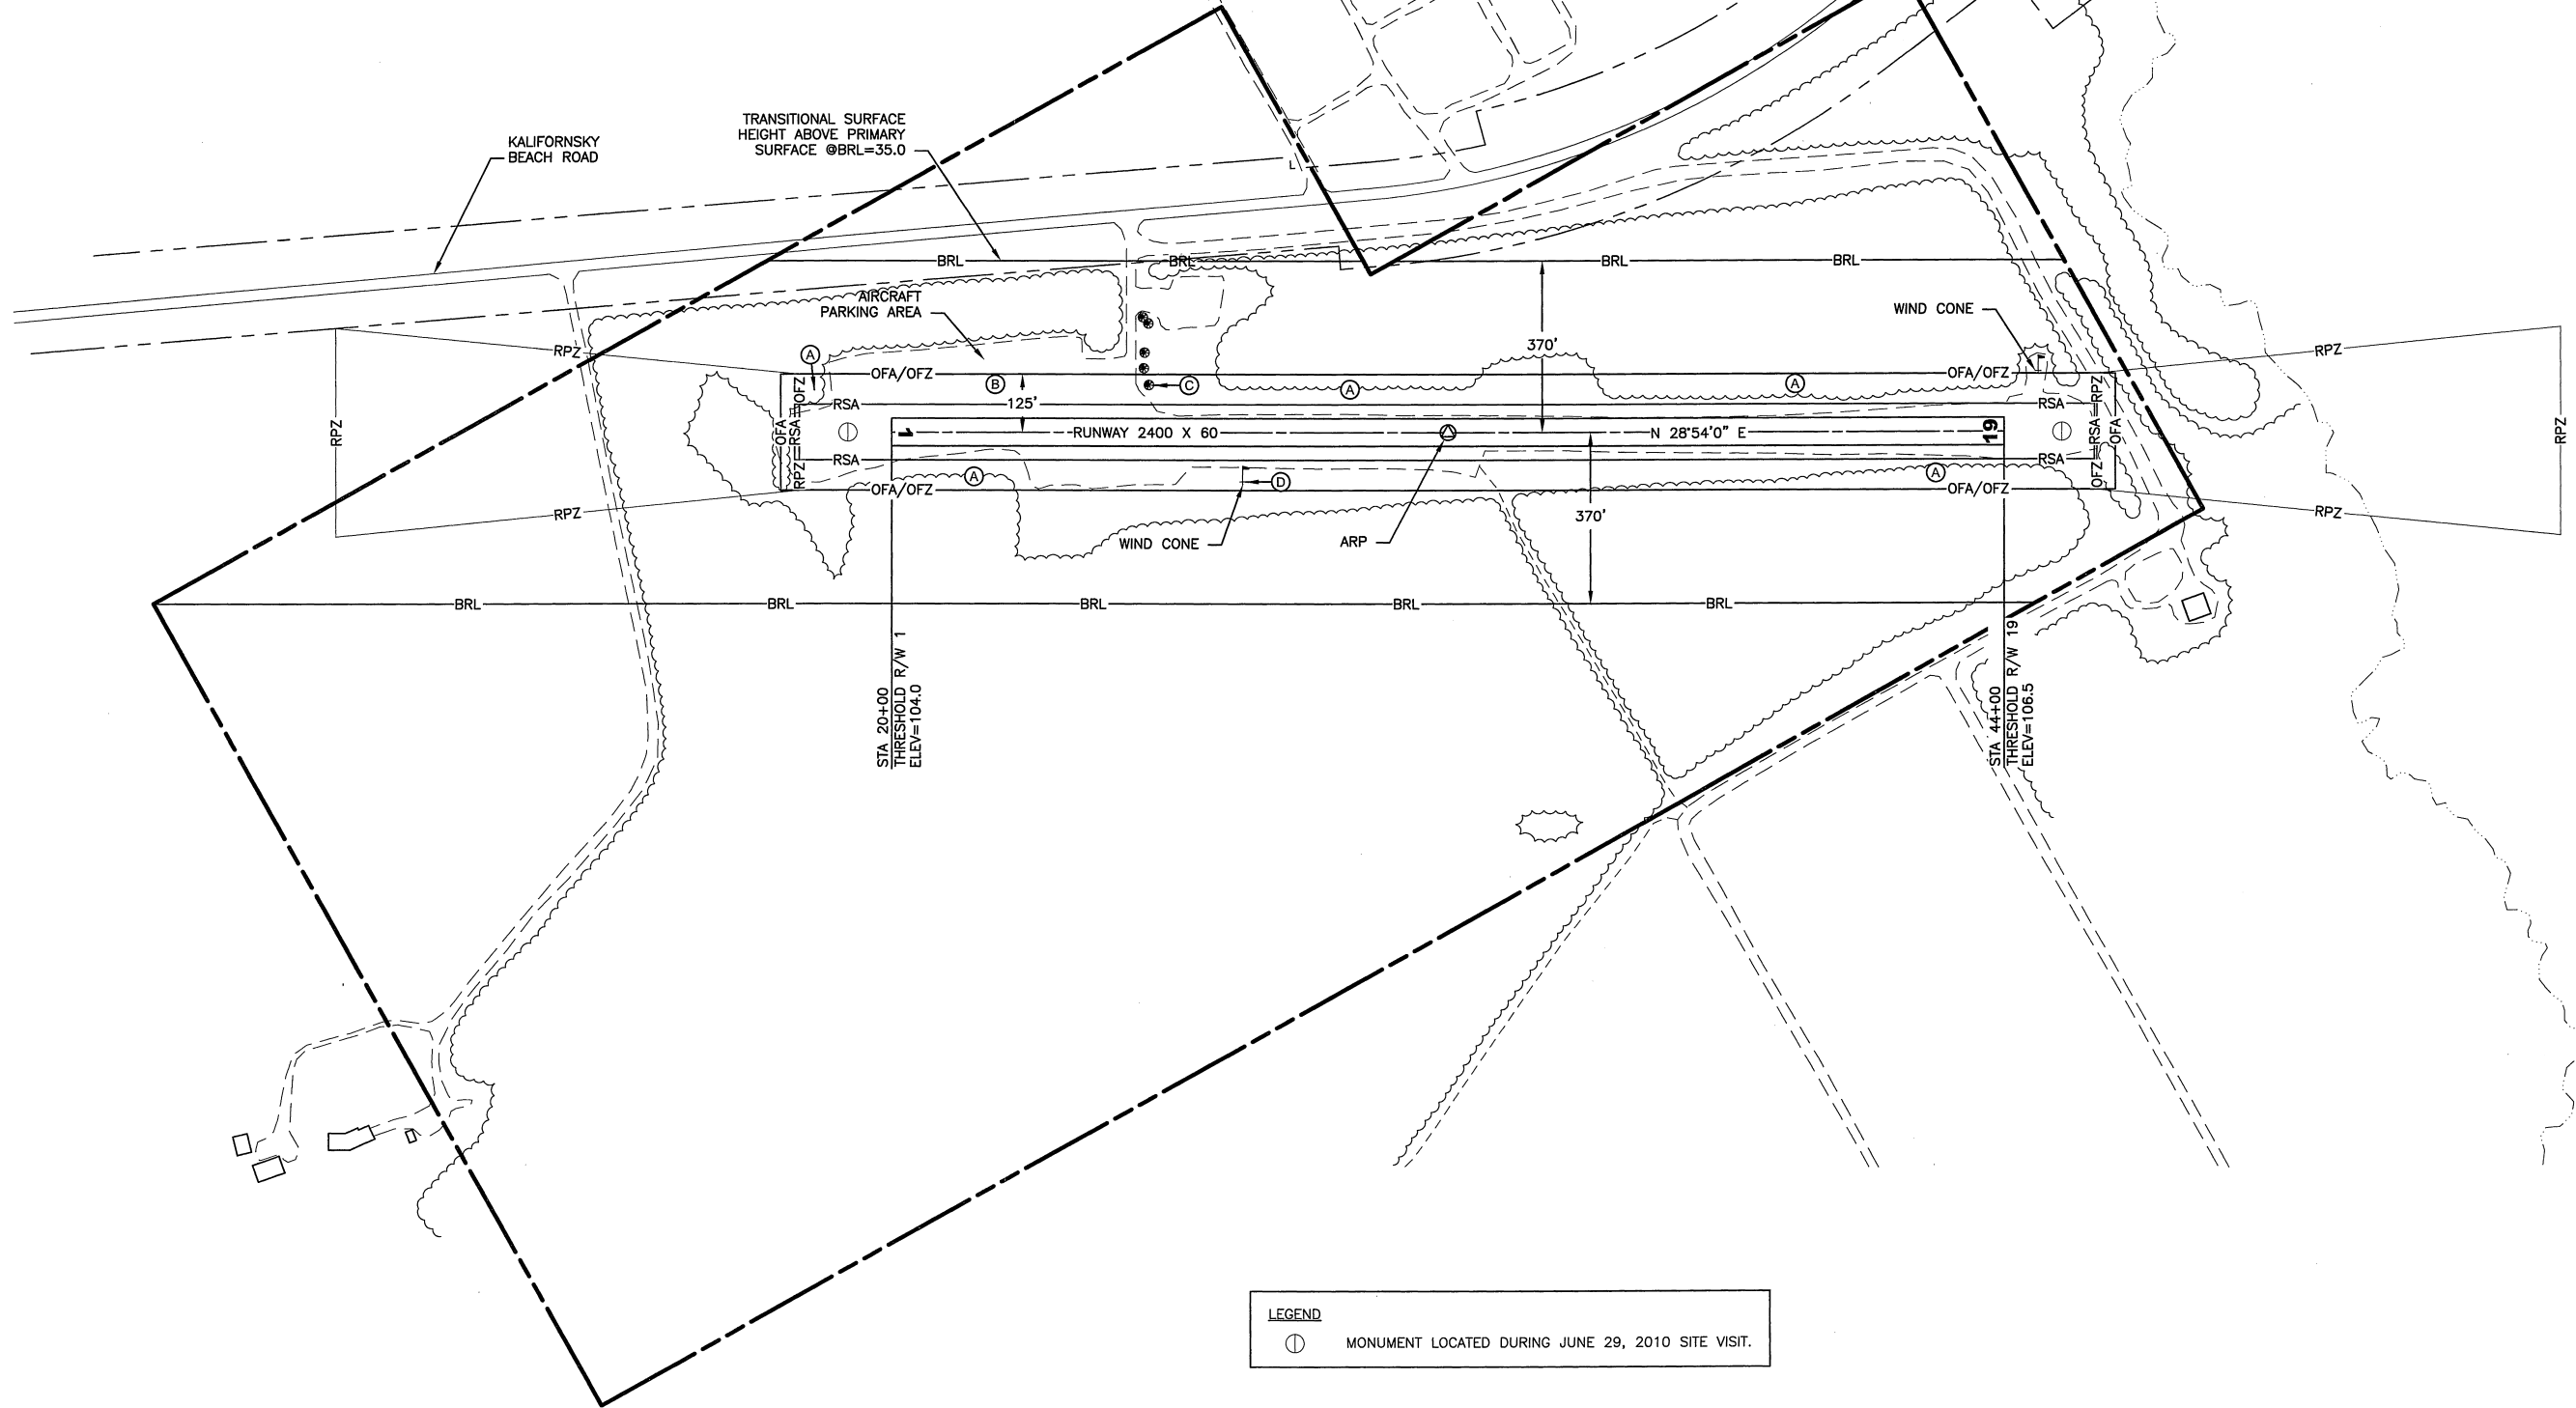 KALIFORNSKY
BEACH ROAD
TRANSITIONAL SURFACE
HEIGHT ABOVE PRIMARY
SURFACE @BRL=35.0
L
BRL
BRL
BRL
BRL
AIRCRAFT
PARKING AREA
WIND CONE
370'
RPZ
RPZ
A
OFA/OFZ
B
C
A
A
OFA/OFZ
OFZ
RPZ
125'
RSA
RSA
RPZ
RPZ
OFA
RSA
1
RUNWAY 2400 X 60
N 28°54'0" E
19
RSA
OFA
RPZ
RSA
RSA
RPZ
A
D
A
OFZ
OFA/OFZ
OFA/OFZ
RPZ
370'
RPZ
WIND CONE
ARP
BRL
BRL
BRL
BRL
BRL
STA 20+00
THRESHOLD R/W 1
ELEV=104.0
STA 44+00
THRESHOLD R/W 19
ELEV=106.5
LEGEND
MONUMENT LOCATED DURING JUNE 29, 2010 SITE VISIT.